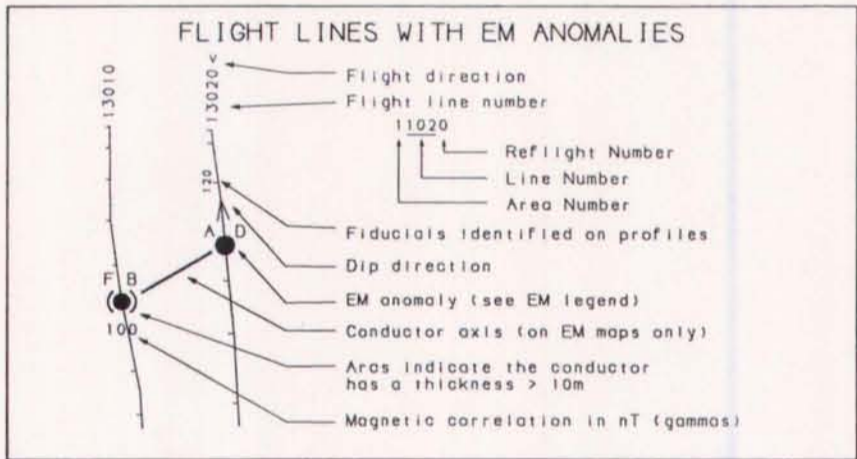 FLIGHT LINES WITH EM ANOMALIES
13010
13020
v
Flight direction
Flight line number
11020
Reflight Number
Line Number
Area Number
120
Fiducials identified on profiles
A D
Dip direction
F B
EM anomaly (see EM legend)
Conductor axis (on EM maps only)
100
Arcs indicate the conductor
has a thickness > 10m
Magnetic correlation in nT (gammas)